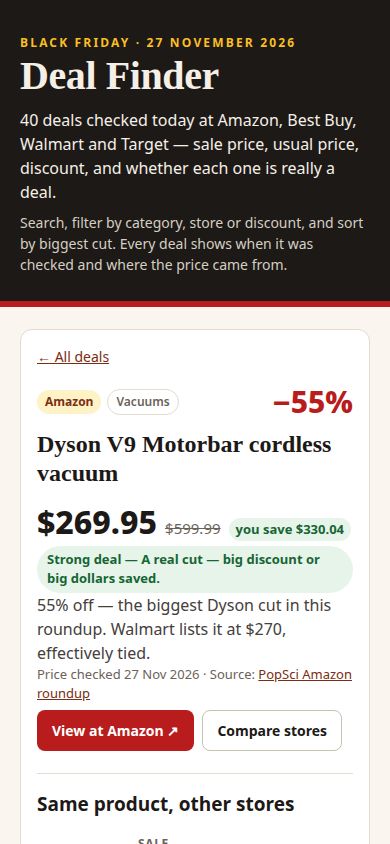 BLACK FRIDAY · 27 NOVEMBER 2026
Deal Finder
40 deals checked today at Amazon, Best Buy,
Walmart and Target — sale price, usual price,
discount, and whether each one is really a
deal.
Search, filter by category, store or discount, and sort
by biggest cut. Every deal shows when it was
checked and where the price came from.
← All deals
Amazon Vacuums −55%
Dyson V9 Motorbar cordless
vacuum
$269.95 $599.99 you save $330.04
Strong deal — A real cut — big discount or
big dollars saved.
55% off — the biggest Dyson cut in this
roundup. Walmart lists it at $270,
effectively tied.
Price checked 27 Nov 2026 · Source: PopSci Amazon
roundup
View at Amazon ↗ Compare stores
Same product, other stores
SALE